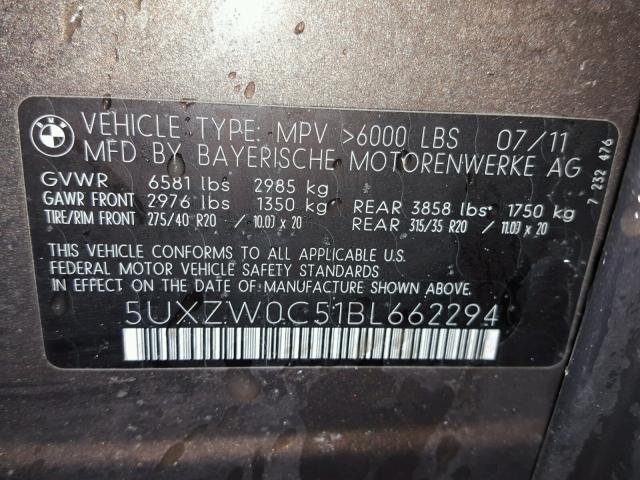 BMW
VEHICLE TYPE: MPV >6000 LBS 07/11
MFD BY BAYERISCHE MOTORENWERKE AG
GVWR 6581 lbs 2985 kg
GAWR FRONT 2976 lbs 1350 kg REAR 3858 lbs 1750 kg
TIRE/RIM FRONT 275/40 R20 // 10.0J x 20 REAR 315/35 R20 // 11.0J x 20
THIS VEHICLE CONFORMS TO ALL APPLICABLE U.S.
FEDERAL MOTOR VEHICLE SAFETY STANDARDS IN
EFFECT ON THE DATE OF MANUFACTURE SHOWN ABOVE.
5UXZW0C51BL662294
7 232 476